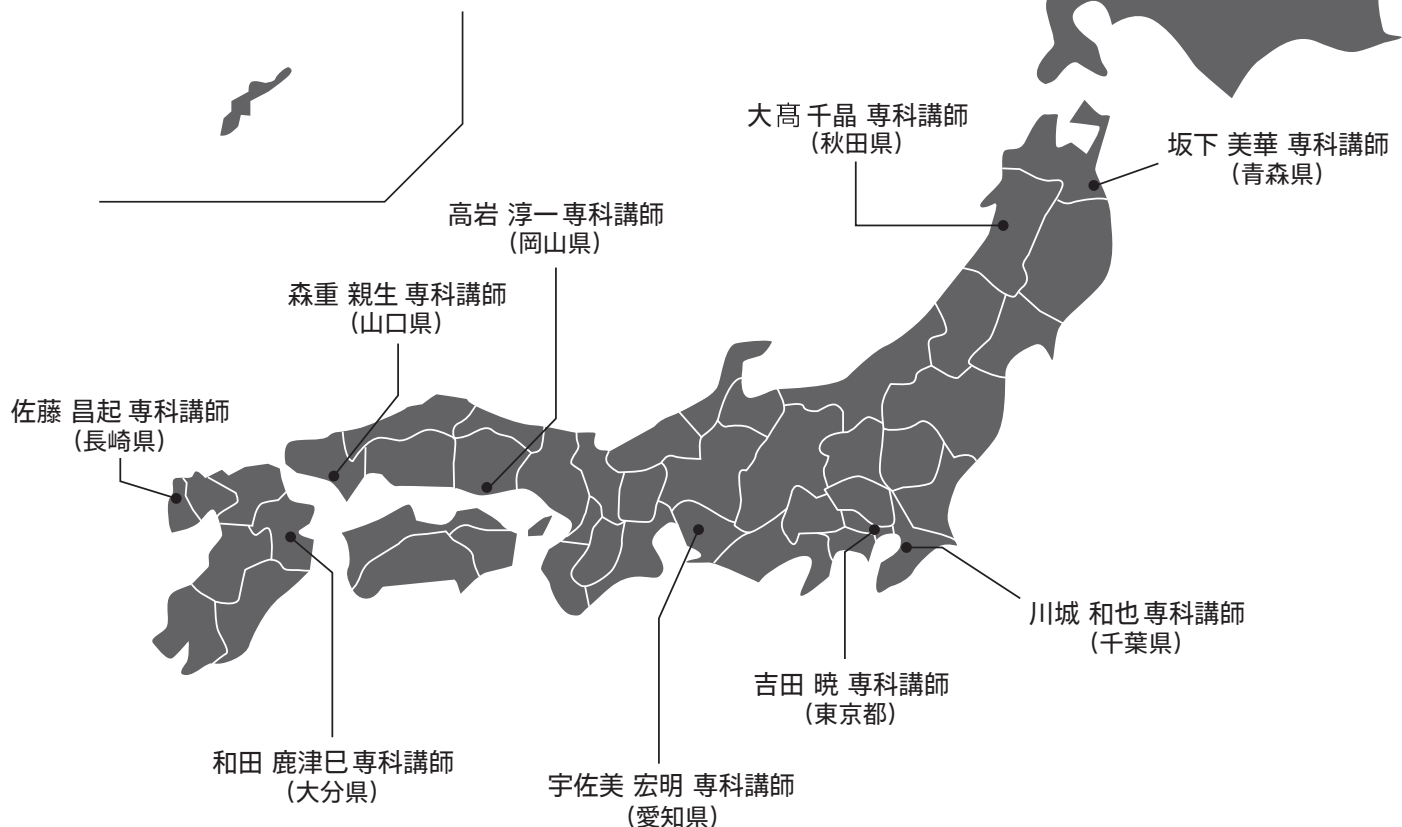 大髙 千晶 専科講師
(秋田県)
坂下 美華 専科講師
(青森県)
高岩 淳一 専科講師
(岡山県)
森重 親生 専科講師
(山口県)
佐藤 昌起 専科講師
(長崎県)
川城 和也 専科講師
(千葉県)
吉田 暁 専科講師
(東京都)
和田 鹿津巳 専科講師
(大分県)
宇佐美 宏明 専科講師
(愛知県)